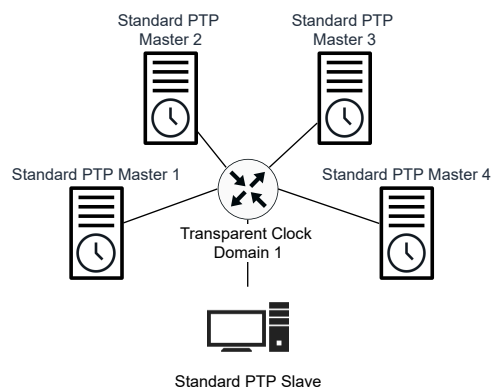 Standard PTP
Master 2
Standard PTP
Master 3
Standard PTP Master 1
Standard PTP Master 4
Transparent Clock
Domain 1
Standard PTP Slave